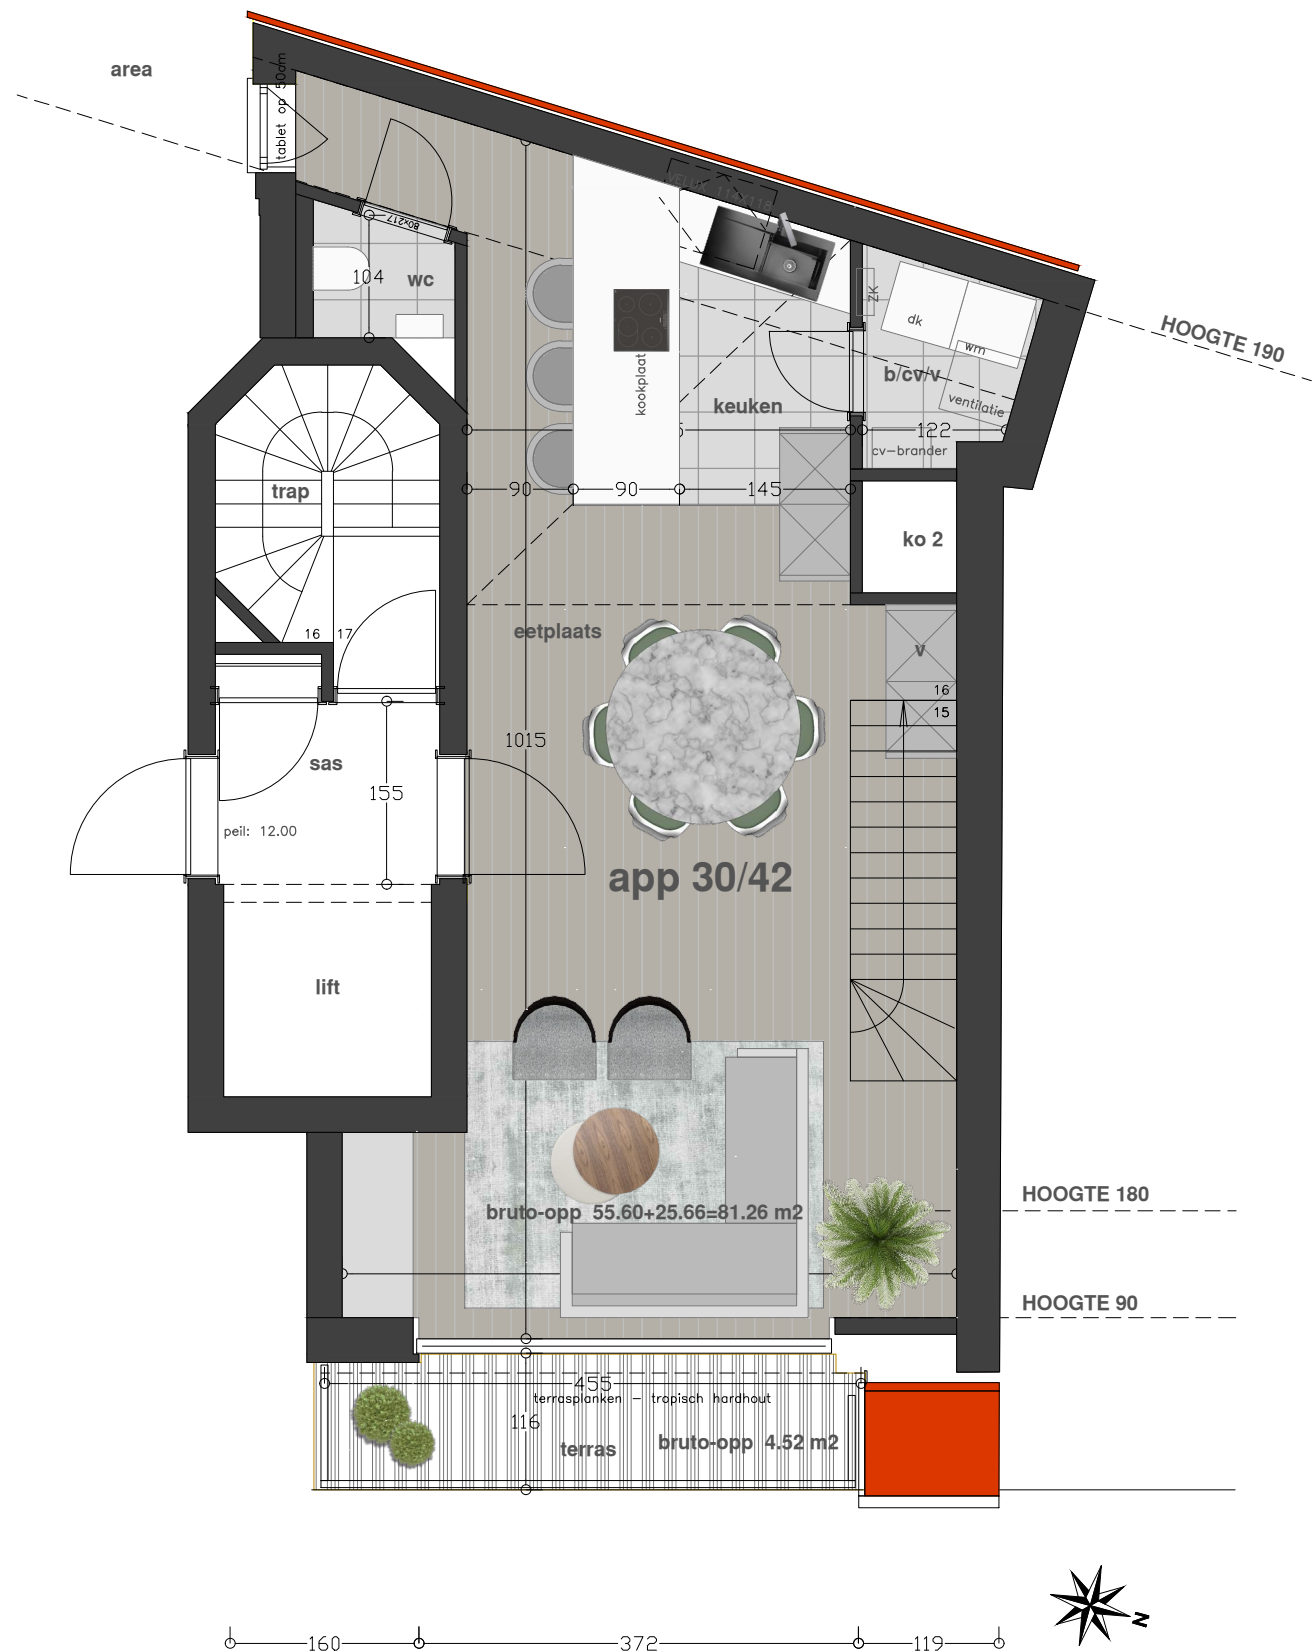 area
tablet op 50cm
VELUX 114X118
80x217
HOOGTE 190
104
wc
ZK
dk
wm
kookplaat
b/cv/v
keuken
ventilatie
122
cv-brander
trap
90
90
145
ko 2
16
17
eetplaats
v
16
15
1015
sas
155
peil: 12.00
app 30/42
lift
HOOGTE 180
bruto-opp 55.60+25.66=81.26 m2
HOOGTE 90
455
terrasplanken - tropisch hardhout
116
terras
bruto-opp 4.52 m2
N
160
372
119